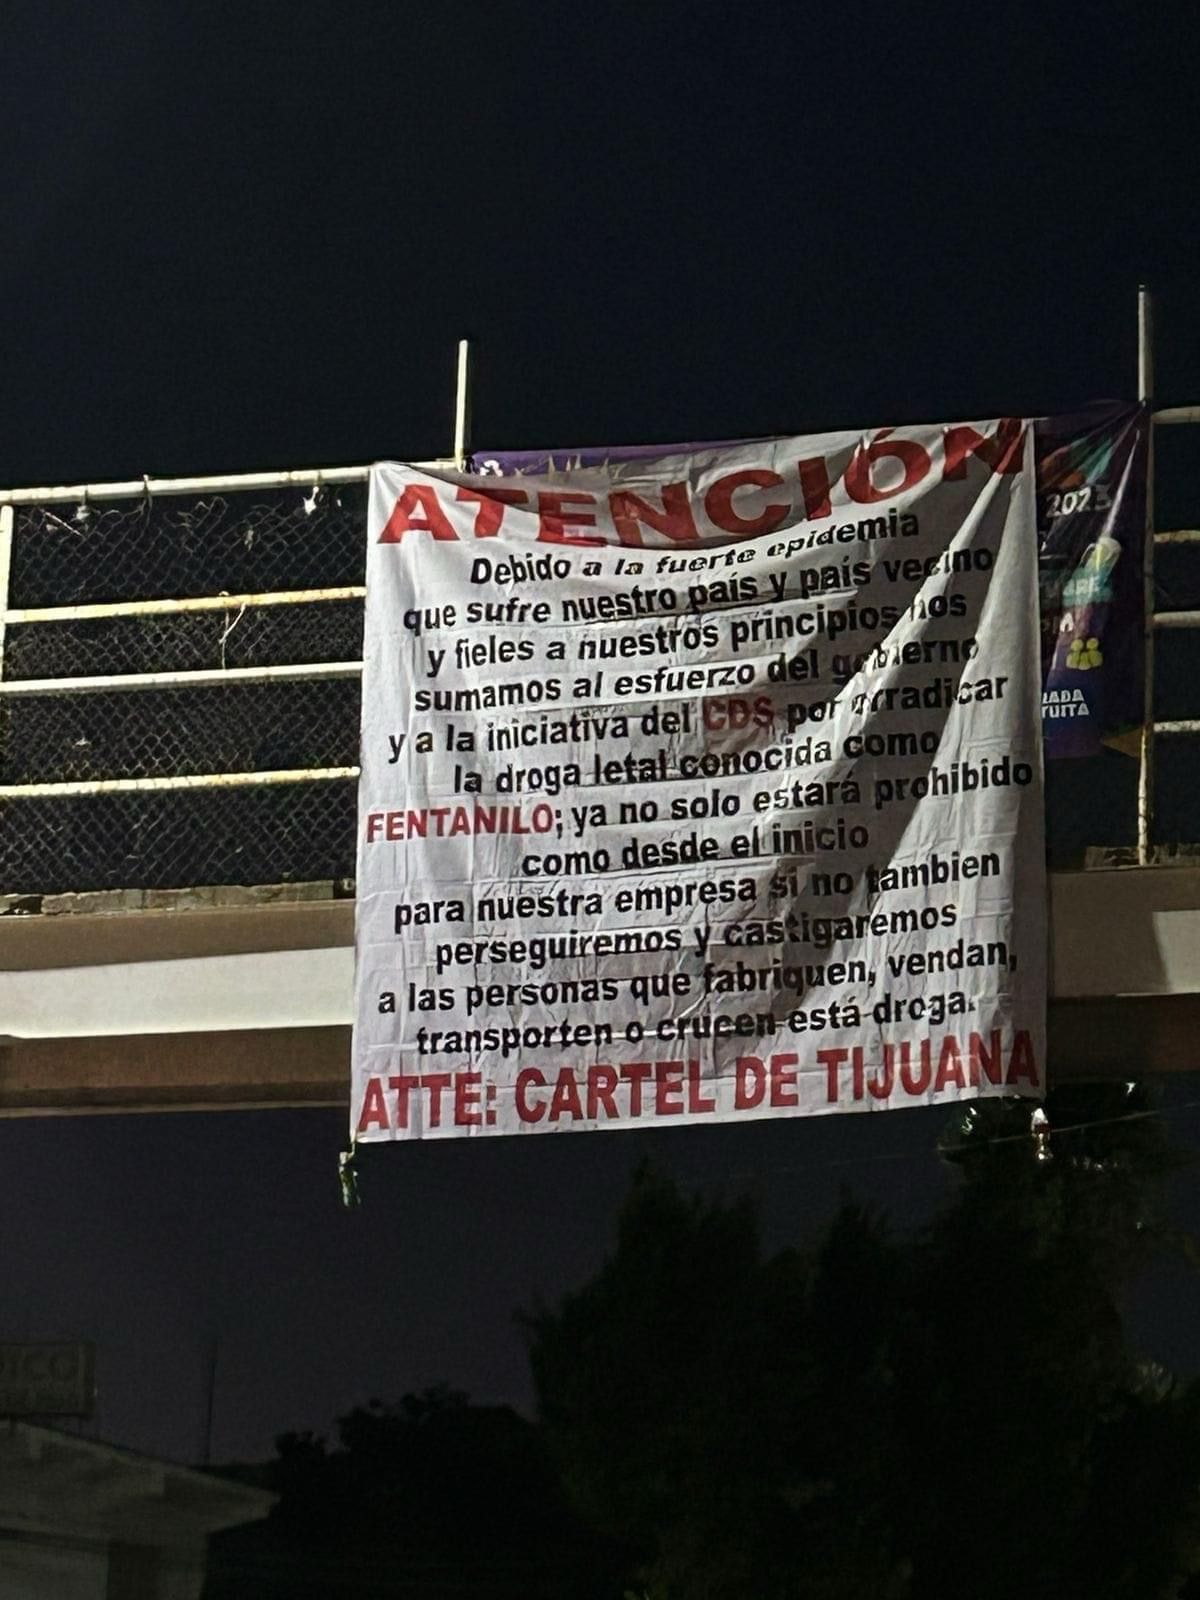 ATENCIÓN
Debido a la fuerte epidemia
que sufre nuestro país y país vecino
y fieles a nuestros principios nos
sumamos al esfuerzo del gobierno
y a la iniciativa del CDS por erradicar
la droga letal conocida como
FENTANILO; ya no solo estará prohibido
como desde el inicio
para nuestra empresa si no tambien
perseguiremos y castigaremos
a las personas que fabriquen, vendan,
transporten o crucen está droga.
ATTE: CARTEL DE TIJUANA
2023